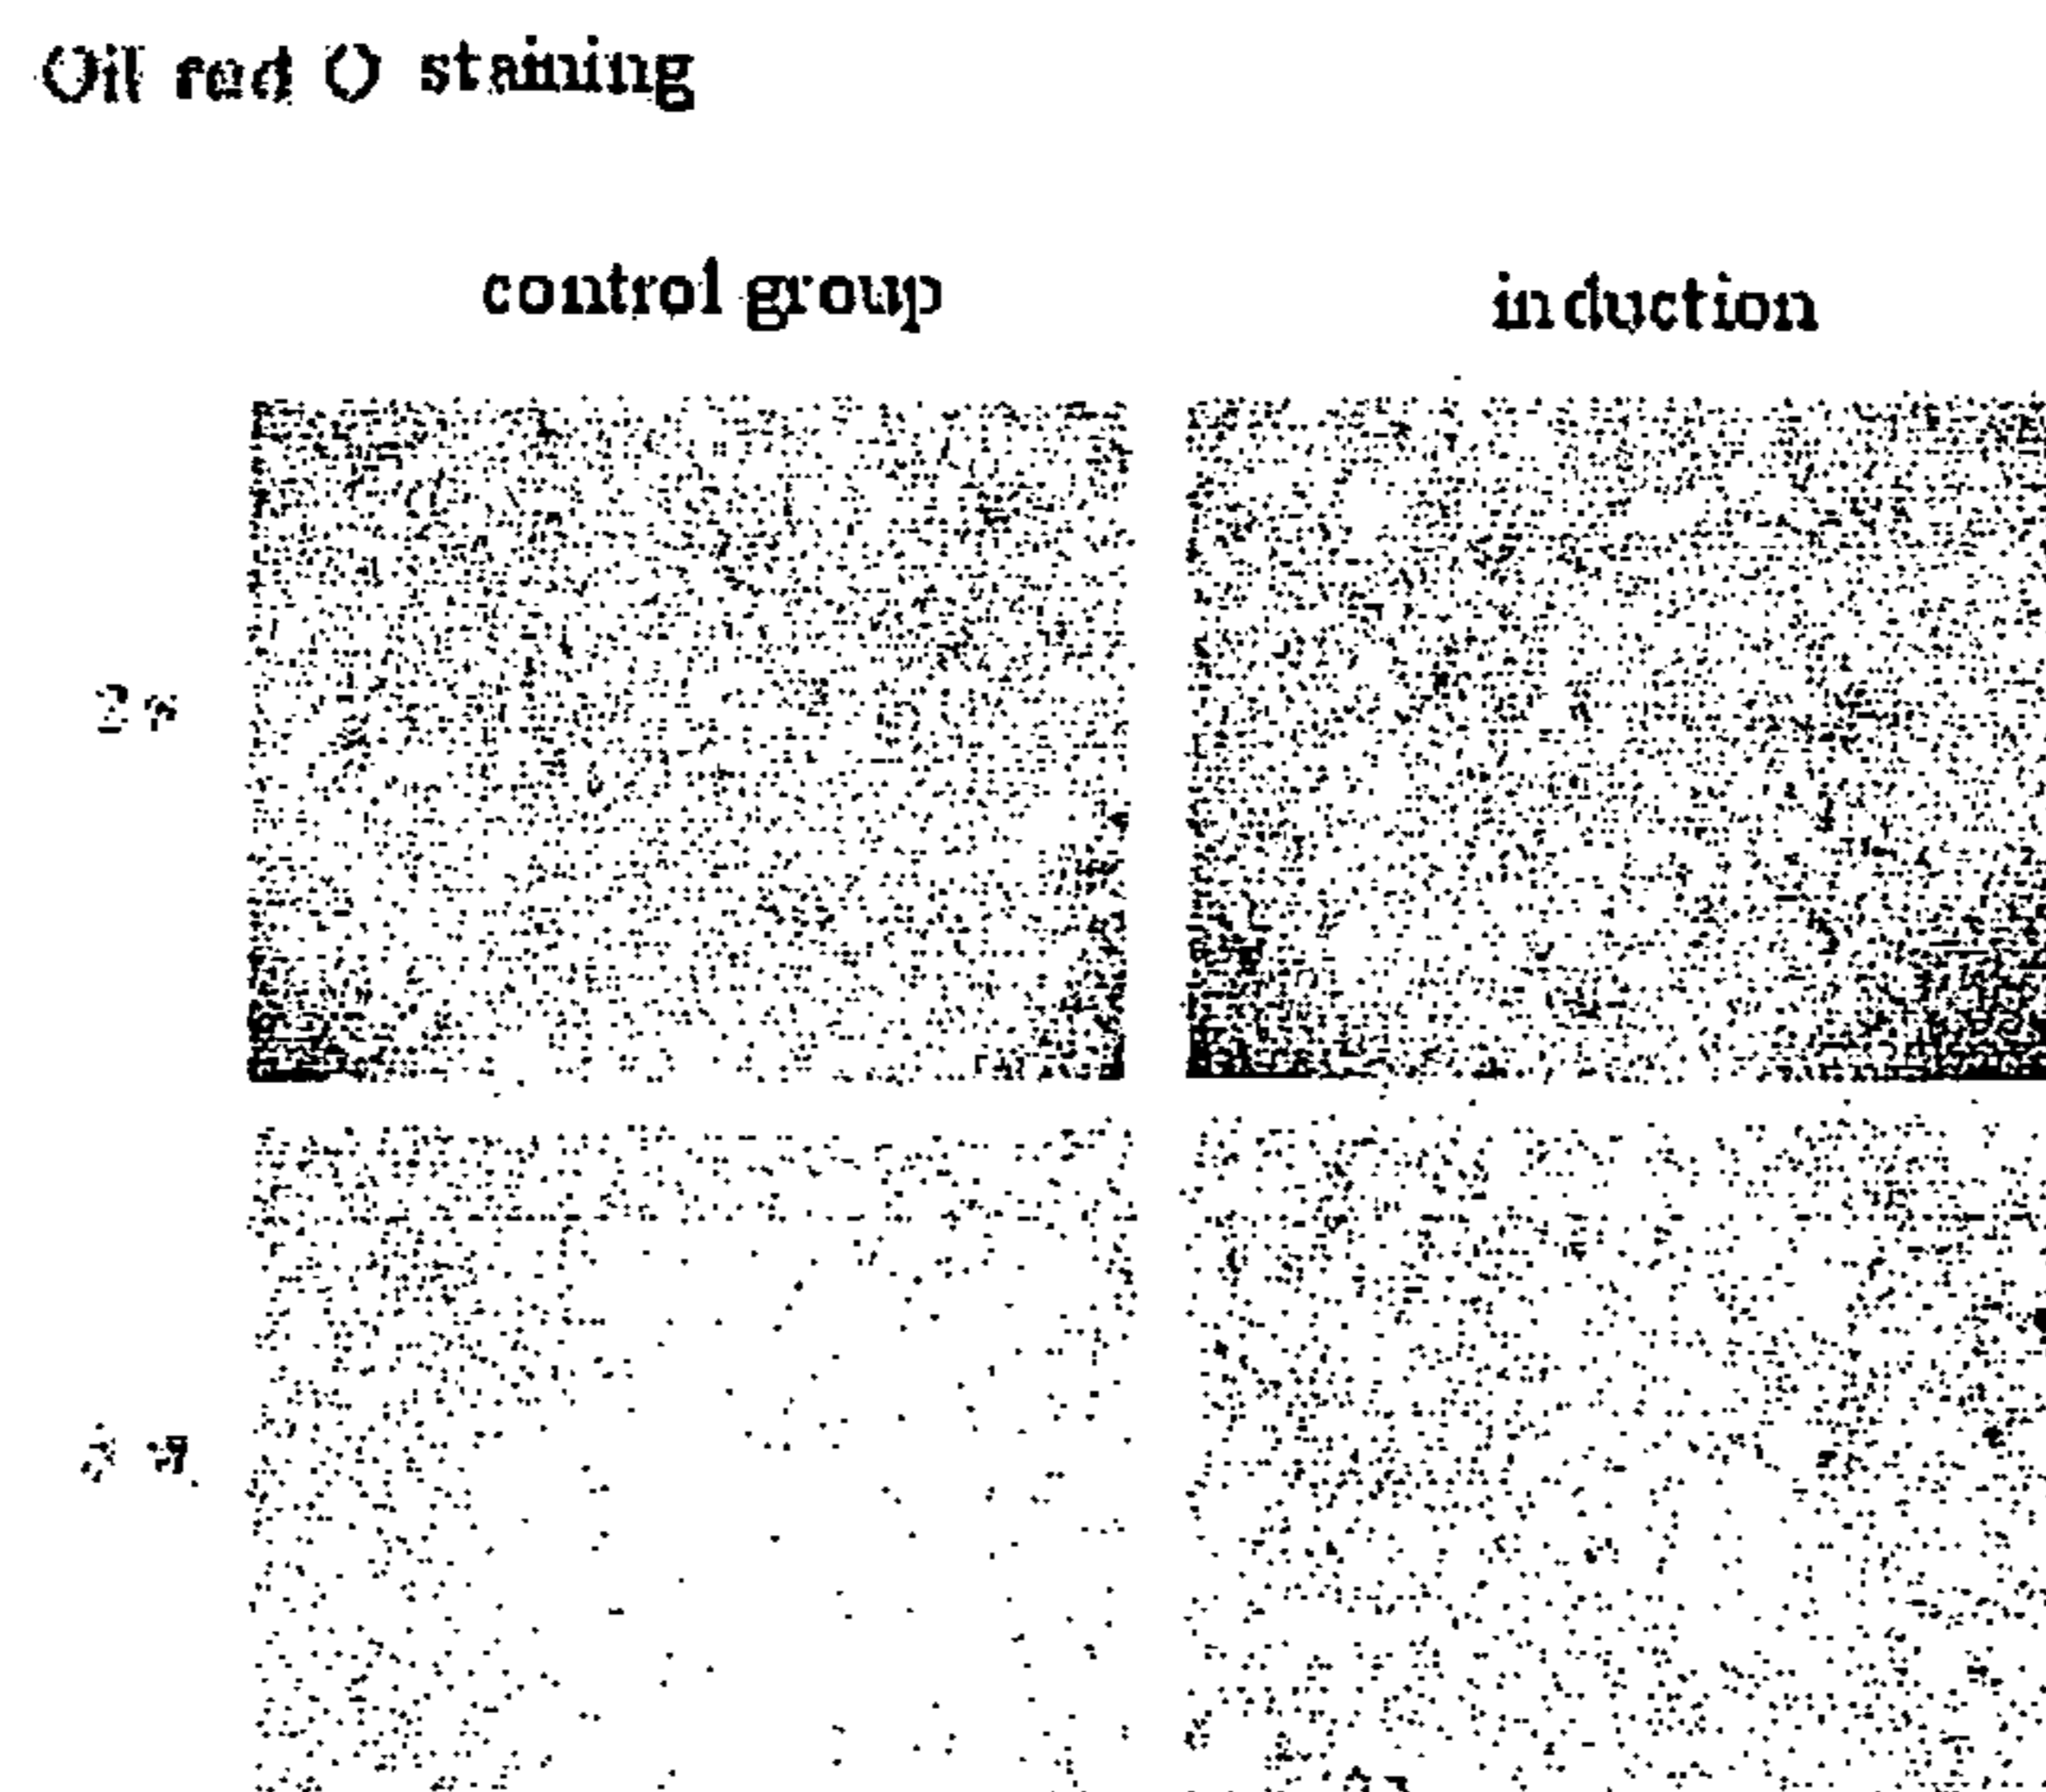 Oil red O staining
control group
induction